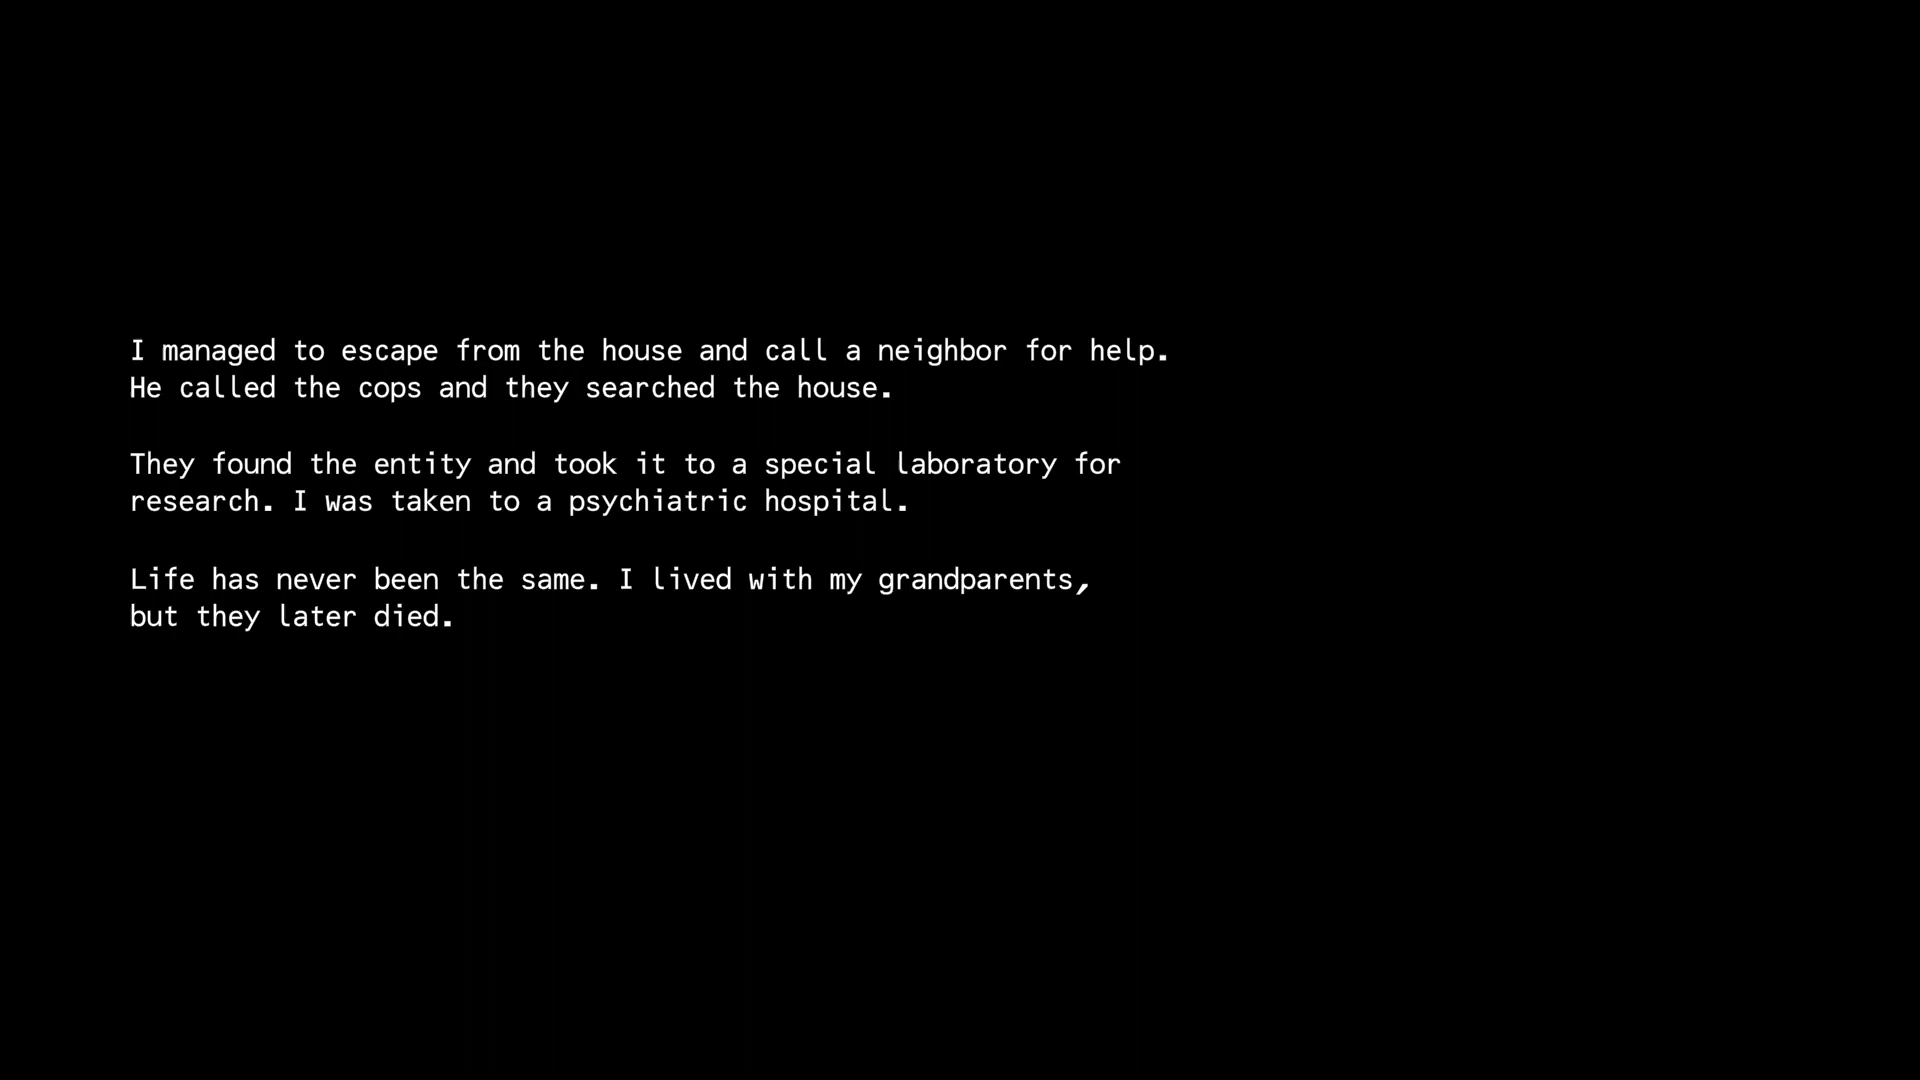 I managed to escape from the house and call a neighbor for help.
He called the cops and they searched the house.
They found the entity and took it to a special laboratory for
research. I was taken to a psychiatric hospital.
Life has never been the same. I lived with my grandparents,
but they later died.